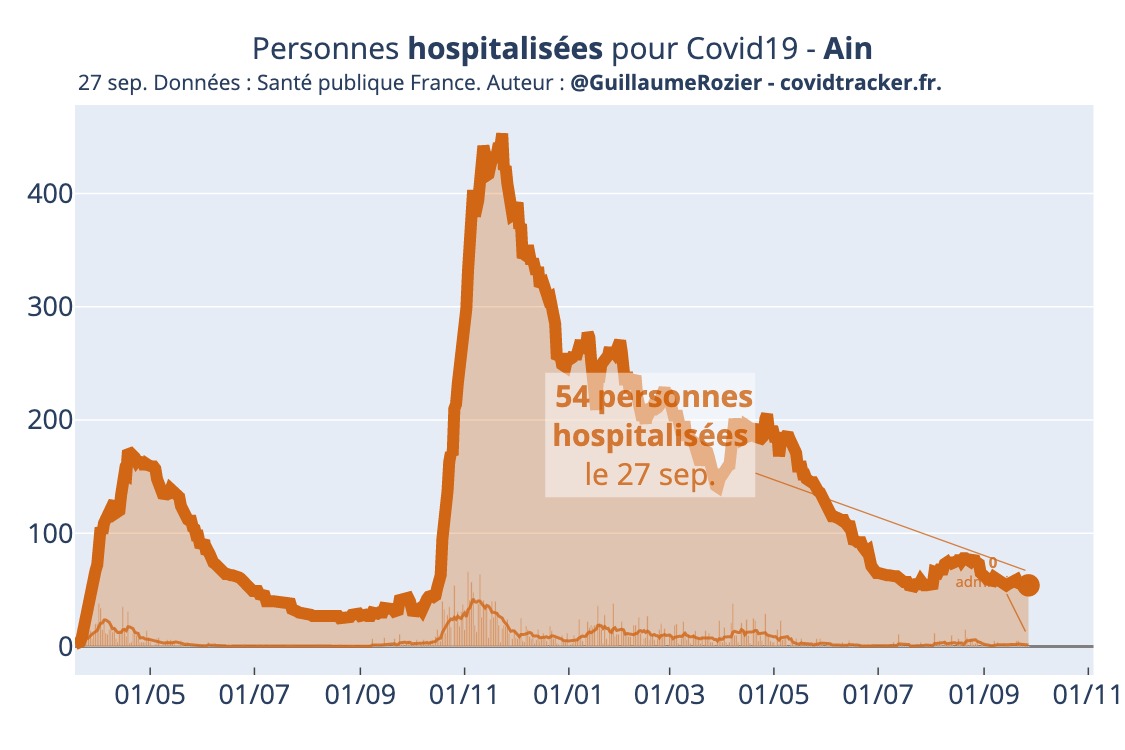 Personnes hospitalisées pour Covid19 - Ain
27 sep. Données : Santé publique France. Auteur : @GuillaumeRozier - covidtracker.fr.
400
300
200
100
0
54 personnes
hospitalisées
le 27 sep.
0
01/05 01/07 01/09 01/11 01/01 01/03 01/05 01/07 01/09 01/11